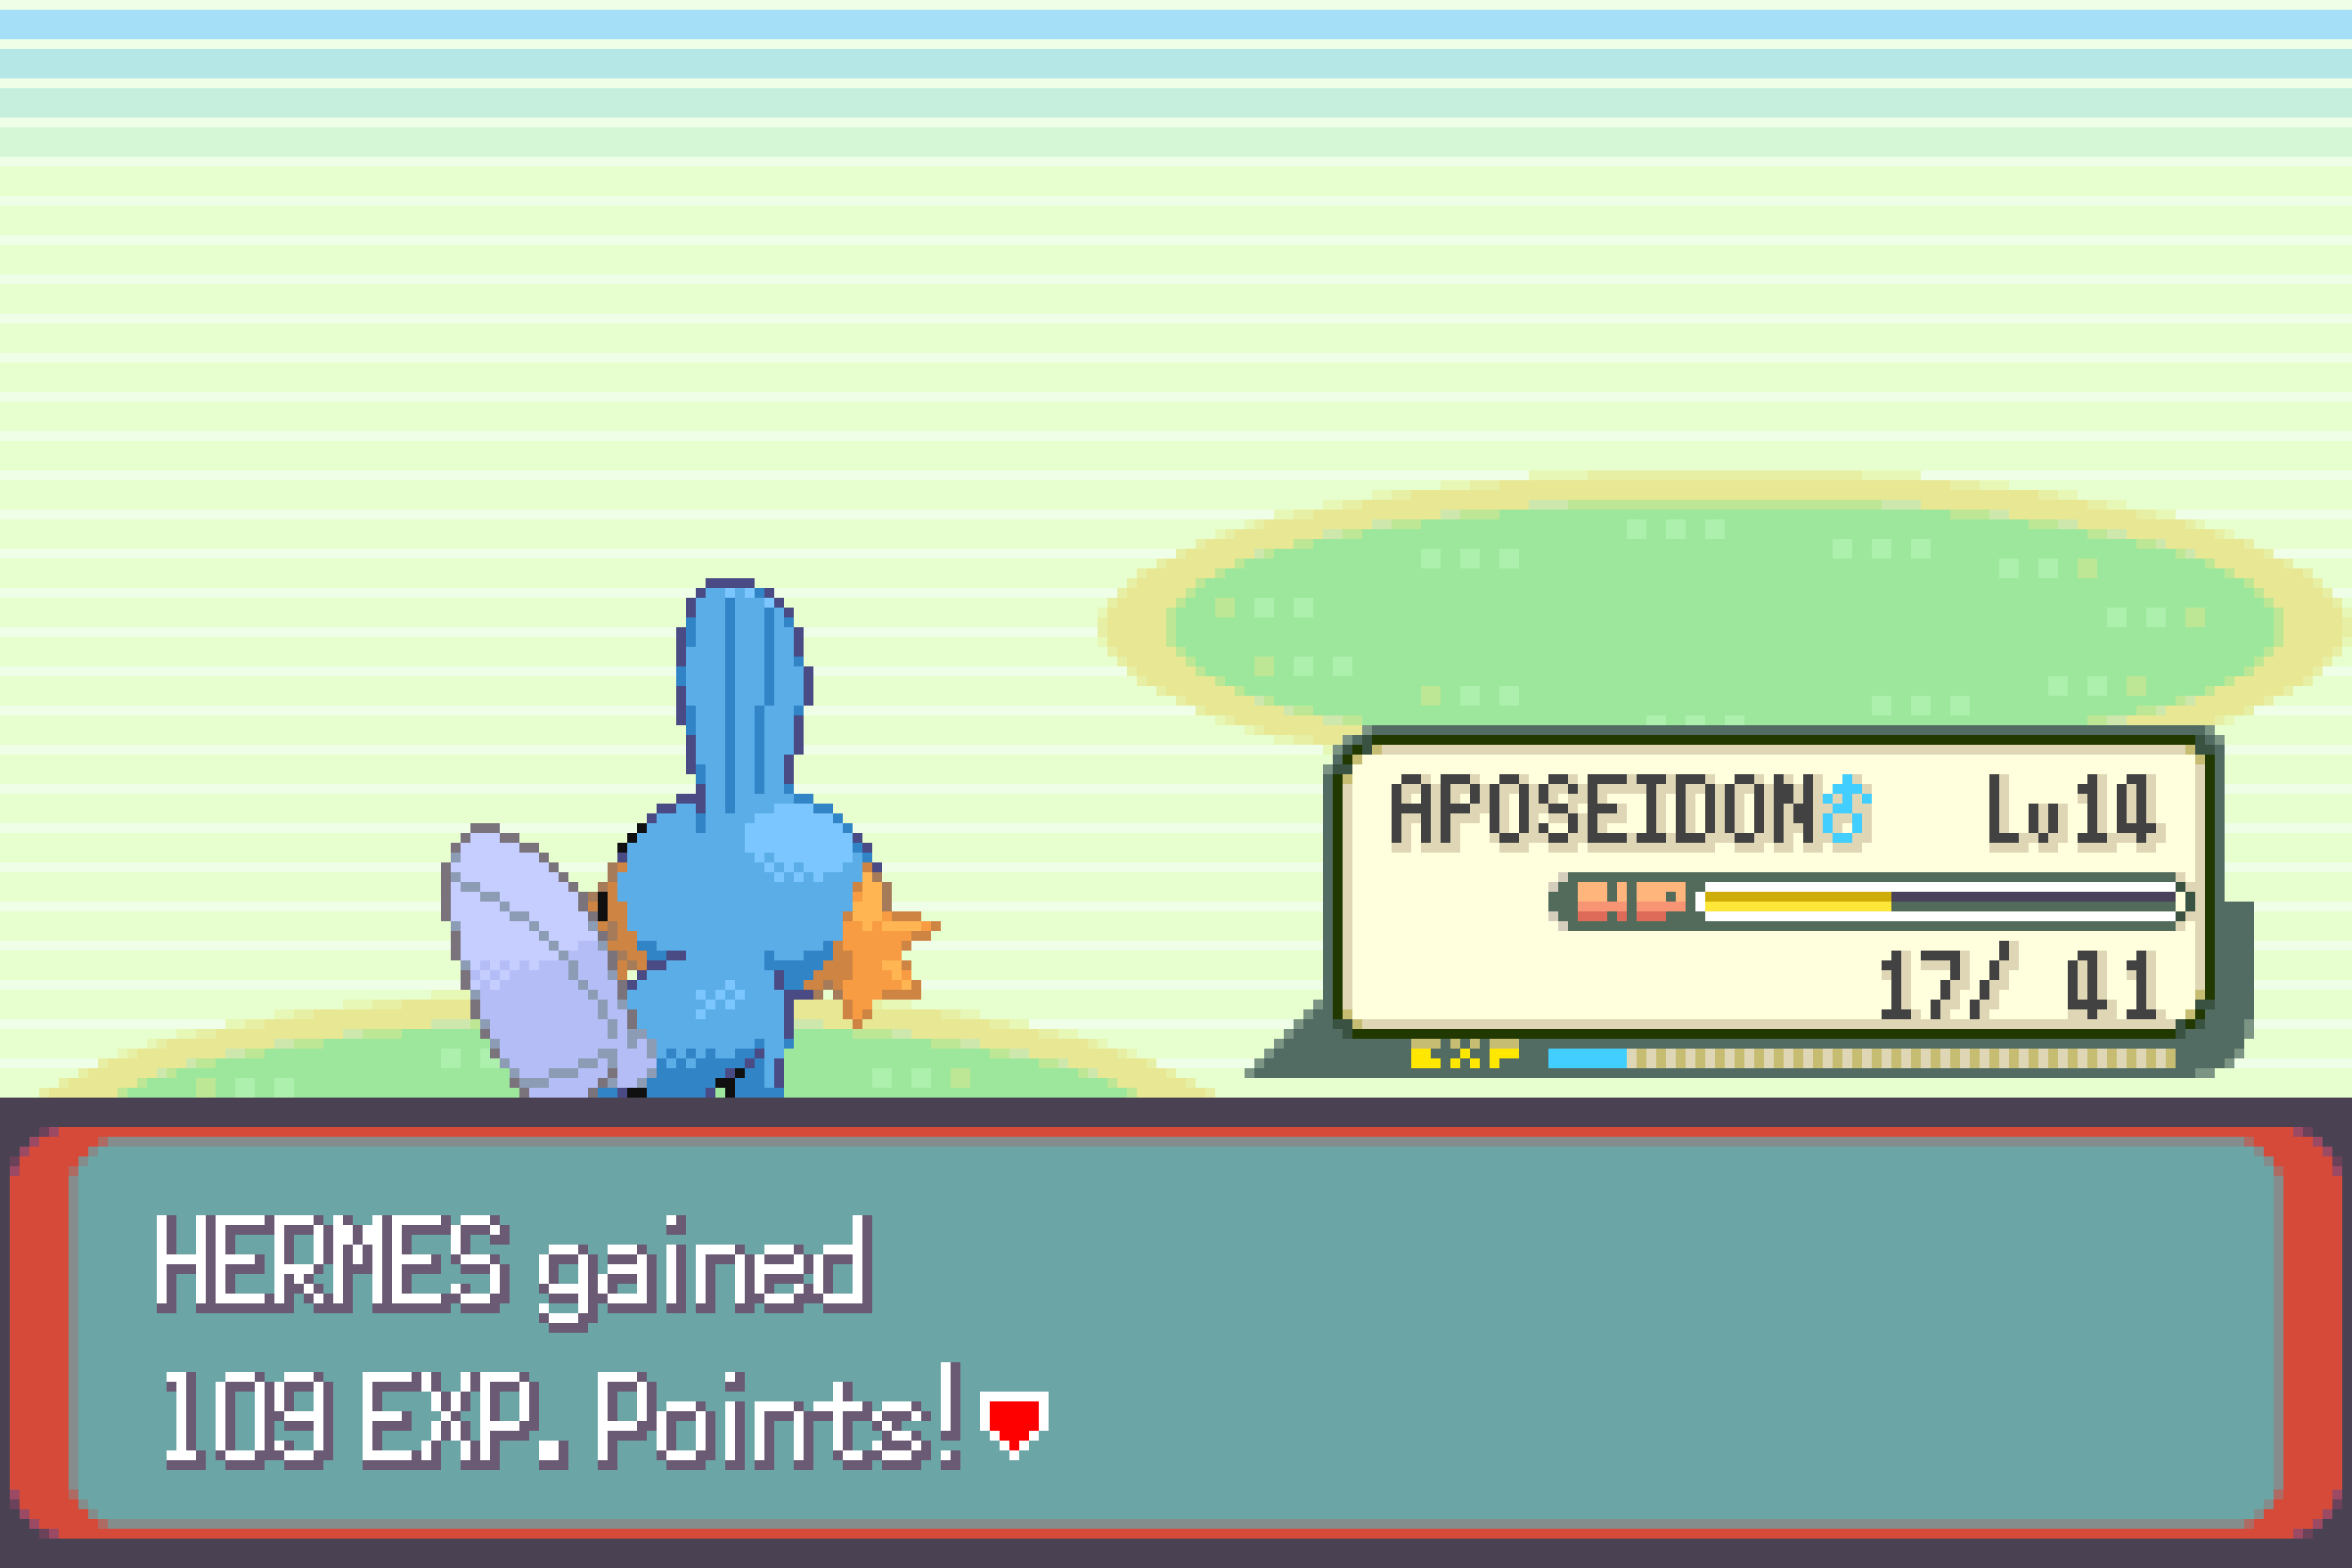 APOSEIDON♂ Lv14
HP
17/ 41
EXP
HERMES gained
109 EXP. Points!